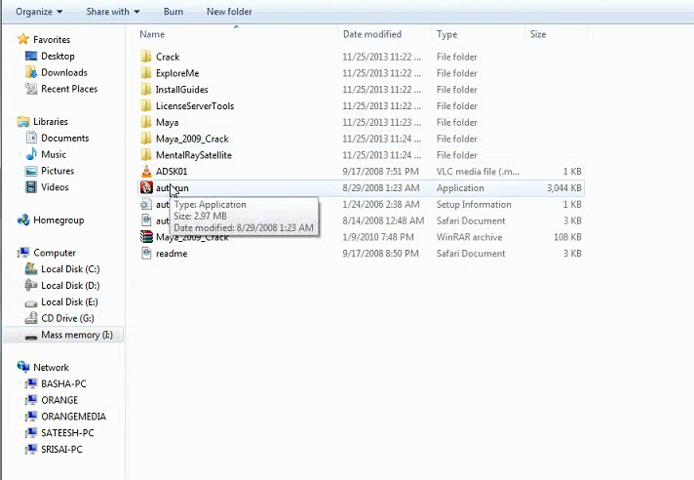 Organize Share with Burn New folder
Name Date modified Type Size
Favorites
Desktop
Downloads
Recent Places
Libraries
Documents
Music
Pictures
Videos
Homegroup
Computer
Local Disk (C:)
Local Disk (D:)
Local Disk (E:)
CD Drive (G:)
Mass memory (I:)
Network
BASHA-PC
ORANGE
ORANGEMEDIA
SATEESH-PC
SRISAI-PC
Crack 11/25/2013 11:22 ... File folder
ExploreMe 11/25/2013 11:22 ... File folder
InstallGuides 11/25/2013 11:22 ... File folder
LicenseServerTools 11/25/2013 11:22 ... File folder
Maya 11/25/2013 11:23 ... File folder
Maya_2009_Crack 11/25/2013 11:24 ... File folder
MentalRaySatellite 11/25/2013 11:24 ... File folder
ADSK01 9/17/2008 7:51 PM VLC media file (.m... 1 KB
autorun 8/29/2008 1:23 AM Application 3,044 KB
aut 1/24/2006 2:38 AM Setup Information 1 KB
aut 8/14/2008 12:48 AM Safari Document 3 KB
Maya_2009_Crack 1/9/2010 7:48 PM WinRAR archive 108 KB
readme 9/17/2008 8:50 PM Safari Document 3 KB
Type: Application
Size: 2.97 MB
Date modified: 8/29/2008 1:23 AM